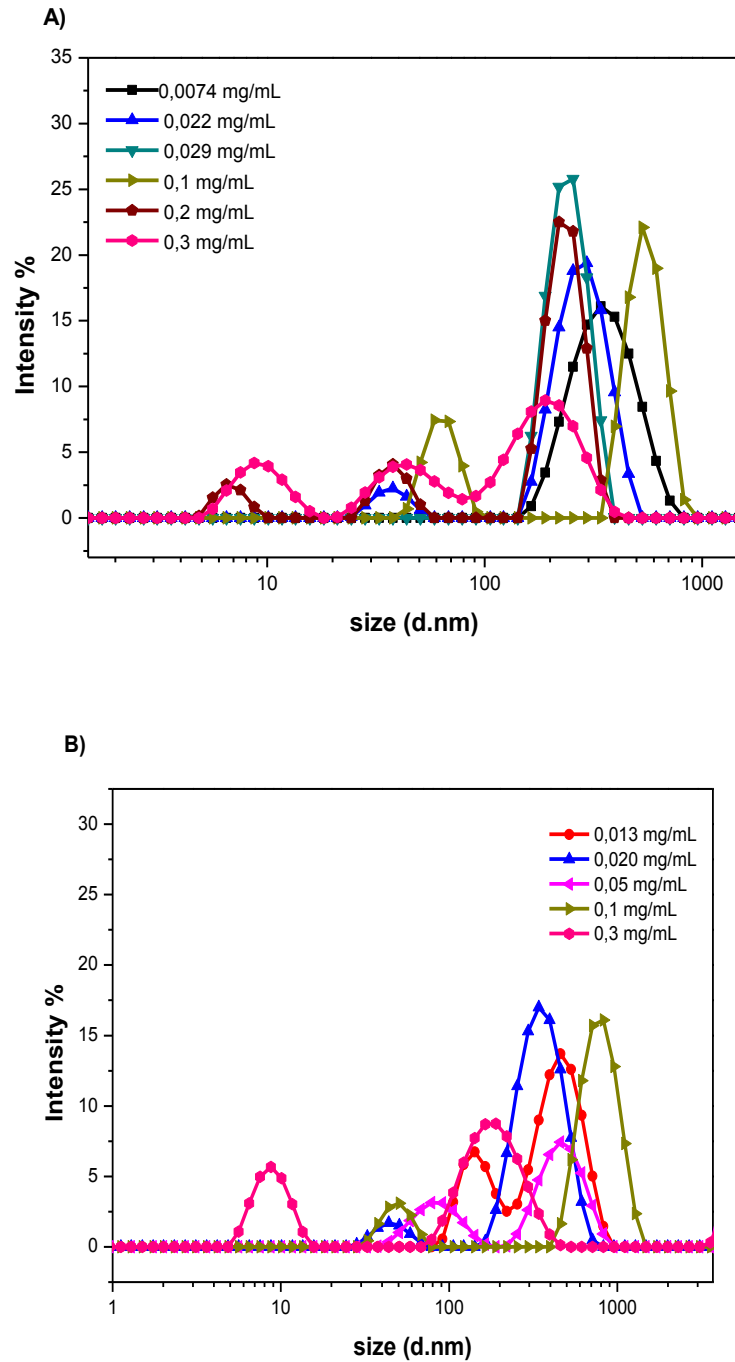 A)
35
30
25
20
15
10
5
0
Intensity %
0,0074 mg/mL
0,022 mg/mL
0,029 mg/mL
0,1 mg/mL
0,2 mg/mL
0,3 mg/mL
10 100 1000
size (d.nm)
B)
30
25
20
15
10
5
0
Intensity %
0,013 mg/mL
0,020 mg/mL
0,05 mg/mL
0,1 mg/mL
0,3 mg/mL
1 10 100 1000
size (d.nm)